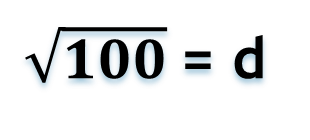 √100 = d